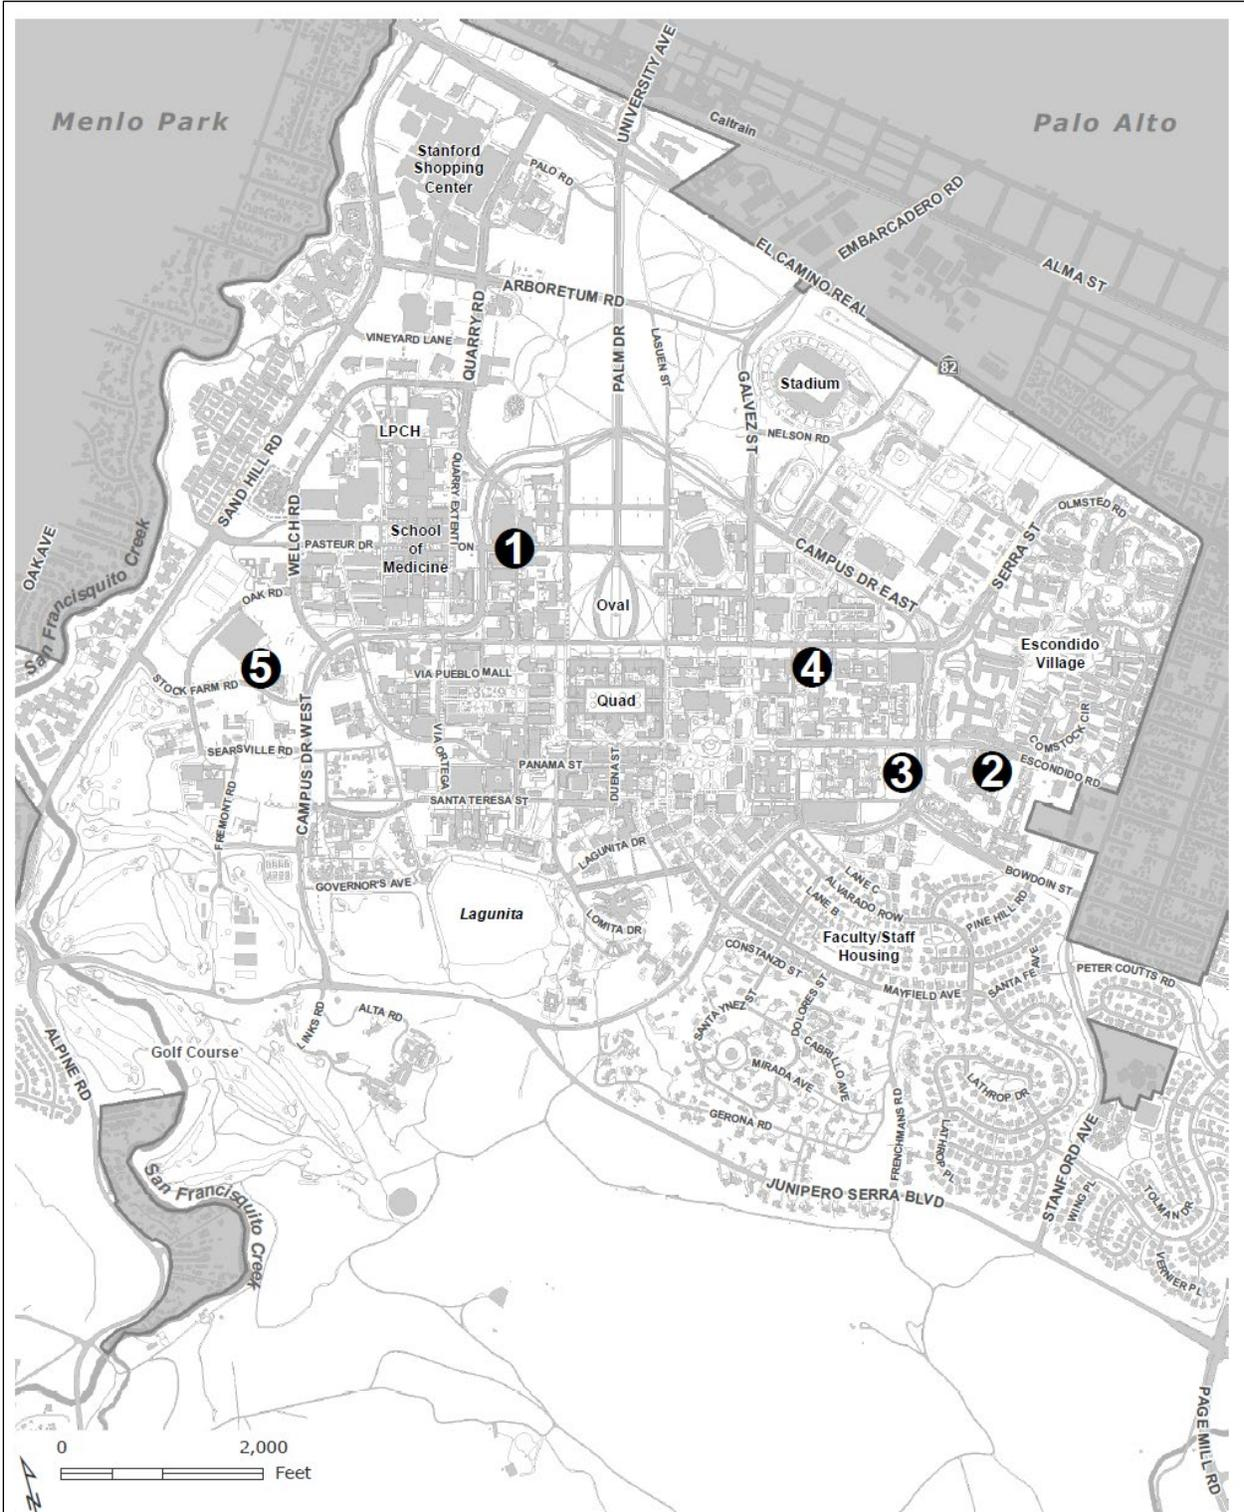 UNIVERSITY AVE
Menlo Park
Caltrain
Palo Alto
Stanford
Shopping
Center
PALO RD
EMBARCADERO RD
EL CAMINO REAL
ALMA ST
ARBORETUM RD
QUARRY RD
VINEYARD LANE
PALM DR
LASUEN ST
82
Stadium
GALVEZ ST
NELSON RD
LPCH
SAND HILL RD
QUARRY EXTENTION
WELCH RD
OLMSTED RD
SERRA ST
OAK AVE
San Francisquito Creek
PASTEUR DR
School
of
Medicine
1
CAMPUS DR EAST
OAK RD
Oval
Escondido
Village
5
4
STOCK FARM RD
VIA PUEBLO MALL
Quad
CAMPUS DR WEST
SEARSVILLE RD
VIA ORTEGA
PANAMA ST
DUENA ST
3
2
COMSTOCK CIR
ESCONDIDO RD
FREMONT RD
SANTA TERESA ST
LAGUNITA DR
GOVERNOR'S AVE
BOWDOIN ST
LANE C
ALVARADO ROW
LANE B
PINE HILL RD
Lagunita
LOMITA DR
Faculty/Staff
Housing
CONSTANZO ST
SANTA FE AVE
PETER COUTTS RD
MAYFIELD AVE
DOLORES ST
SANTA YNEZ ST
LINKS RD
ALTA RD
ALPINE RD
Golf Course
CABRILLO AVE
MIRADA AVE
LATHROP DR
GERONA RD
FRENCHMANS RD
LATHROP PL
STANFORD AVE
San Francisquito Creek
JUNIPERO SERRA BLVD
WING PL
TOLMAN DR
VERNIER PL
PAGE MILL RD
0 2,000
Feet
N